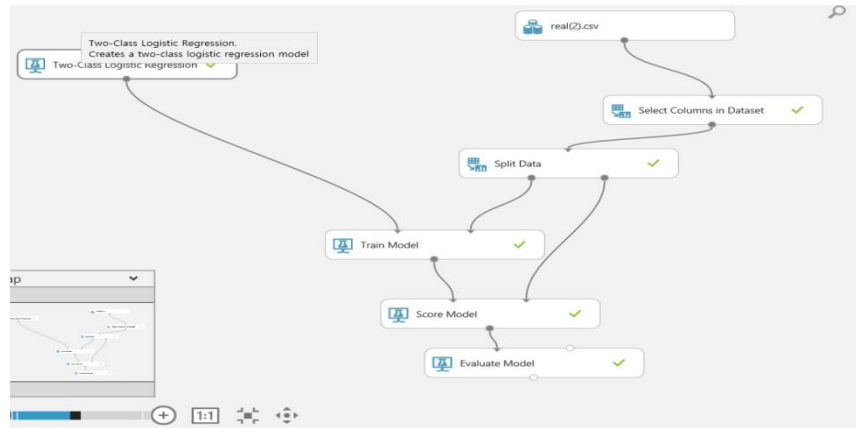 real(2).csv
Two-Class Logistic Regression.
Creates a two-class logistic regression model
Two-Class Logistic Regression
Select Columns in Dataset
Split Data
Train Model
ap
Score Model
Evaluate Model
1:1